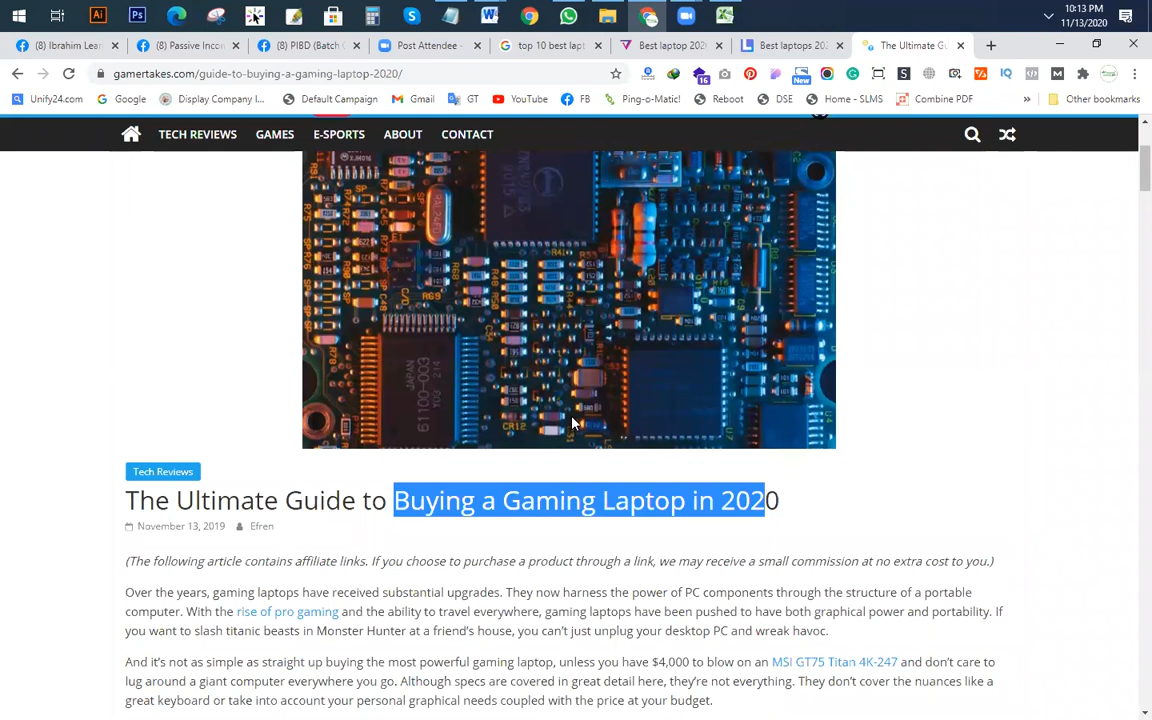 10:13 PM
11/13/2020
(8) Ibrahim Lear
(8) Passive Incon
(8) PIBD (Batch
Post Attendee -
top 10 best lapt
Best laptop 202
Best laptops 202
The Ultimate Gu
gamertakes.com/guide-to-buying-a-gaming-laptop-2020/
16
New
Unify24.com
Google
Display Company I...
Default Campaign
Gmail
GT
YouTube
FB
Ping-o-Matic!
Reboot
DSE
Home - SLMS
Combine PDF
Other bookmarks
TECH REVIEWS
GAMES
E-SPORTS
ABOUT
CONTACT
JAPAN
61100-003
CR12
R69
Tech Reviews
The Ultimate Guide to Buying a Gaming Laptop in 2020
November 13, 2019 Efren
(The following article contains affiliate links. If you choose to purchase a product through a link, we may receive a small commission at no extra cost to you.)
Over the years, gaming laptops have received substantial upgrades. They now harness the power of PC components through the structure of a portable
computer. With the rise of pro gaming and the ability to travel everywhere, gaming laptops have been pushed to have both graphical power and portability. If
you want to slash titanic beasts in Monster Hunter at a friend's house, you can't just unplug your desktop PC and wreak havoc.
And it's not as simple as straight up buying the most powerful gaming laptop, unless you have $4,000 to blow on an MSI GT75 Titan 4K-247 and don't care to
lug around a giant computer everywhere you go. Although specs are covered in great detail here, they're not everything. They don't cover the nuances like a
great keyboard or take into account your personal graphical needs coupled with the price at your budget.